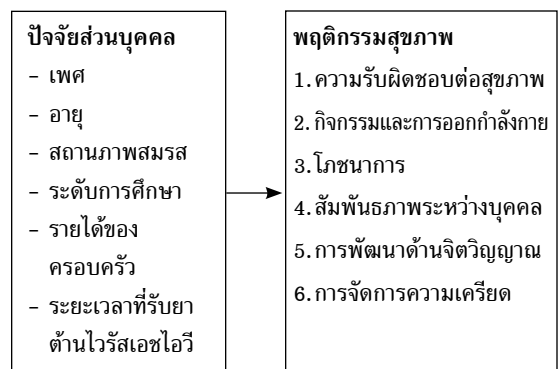 ปัจจัยส่วนบุคคล
- เพศ
- อายุ
- สถานภาพสมรส
- ระดับการศึกษา
- รายได้ของ
ครอบครัว
- ระยะเวลาที่รับยา
ต้านไวรัสเอชไอวี
พฤติกรรมสุขภาพ
1. ความรับผิดชอบต่อสุขภาพ
2. กิจกรรมและการออกกำลังกาย
3. โภชนาการ
4. สัมพันธภาพระหว่างบุคคล
5. การพัฒนาด้านจิตวิญญาณ
6. การจัดการความเครียด